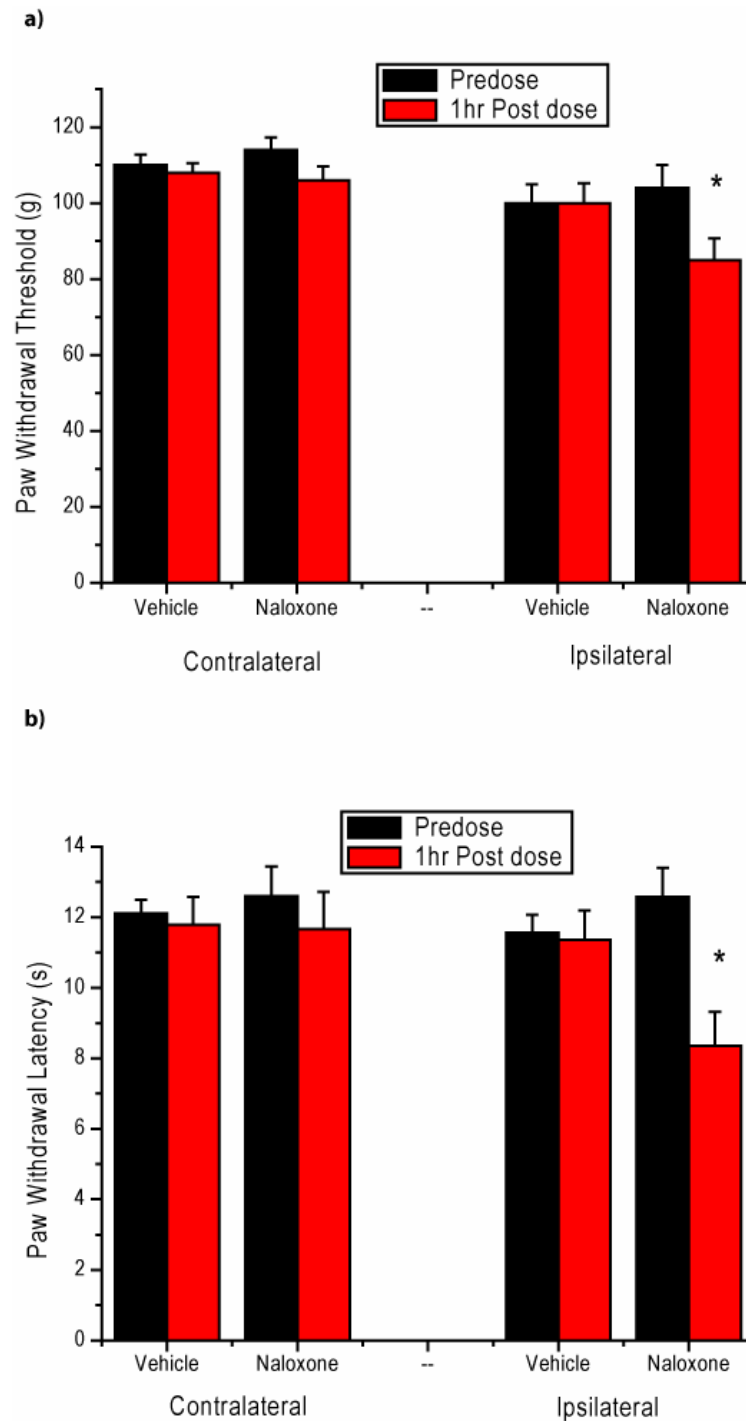 a)
Predose
1hr Post dose
120
100
80
60
40
20
0
Paw Withdrawal Threshold (g)
*
Vehicle Naloxone -- Vehicle Naloxone
Contralateral Ipsilateral
b)
Predose
1hr Post dose
14
12
10
8
6
4
2
0
Paw Withdrawal Latency (s)
*
Vehicle Naloxone -- Vehicle Naloxone
Contralateral Ipsilateral